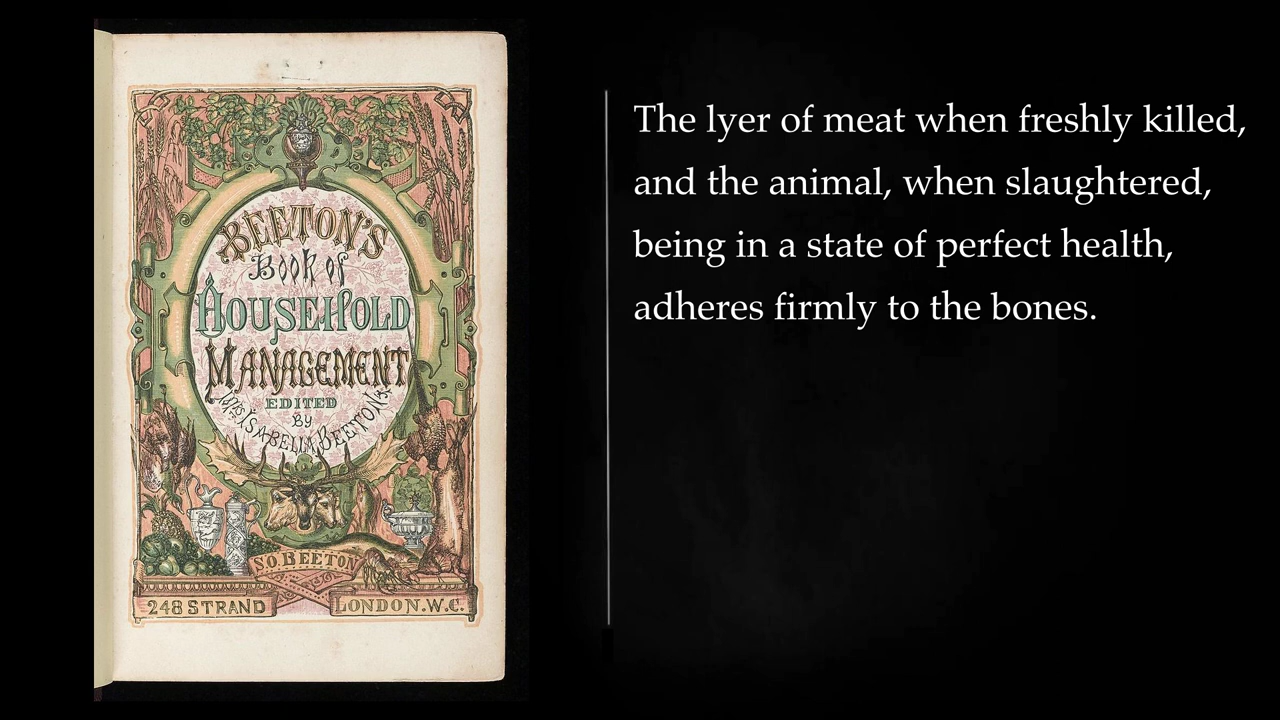 BEETON'S
Book of
HOUSEHOLD
MANAGEMENT
EDITED
BY
MRS ISABELLA BEETON
S.O. BEETON
248 STRAND
LONDON. W.C.
The lyer of meat when freshly killed,
and the animal, when slaughtered,
being in a state of perfect health,
adheres firmly to the bones.